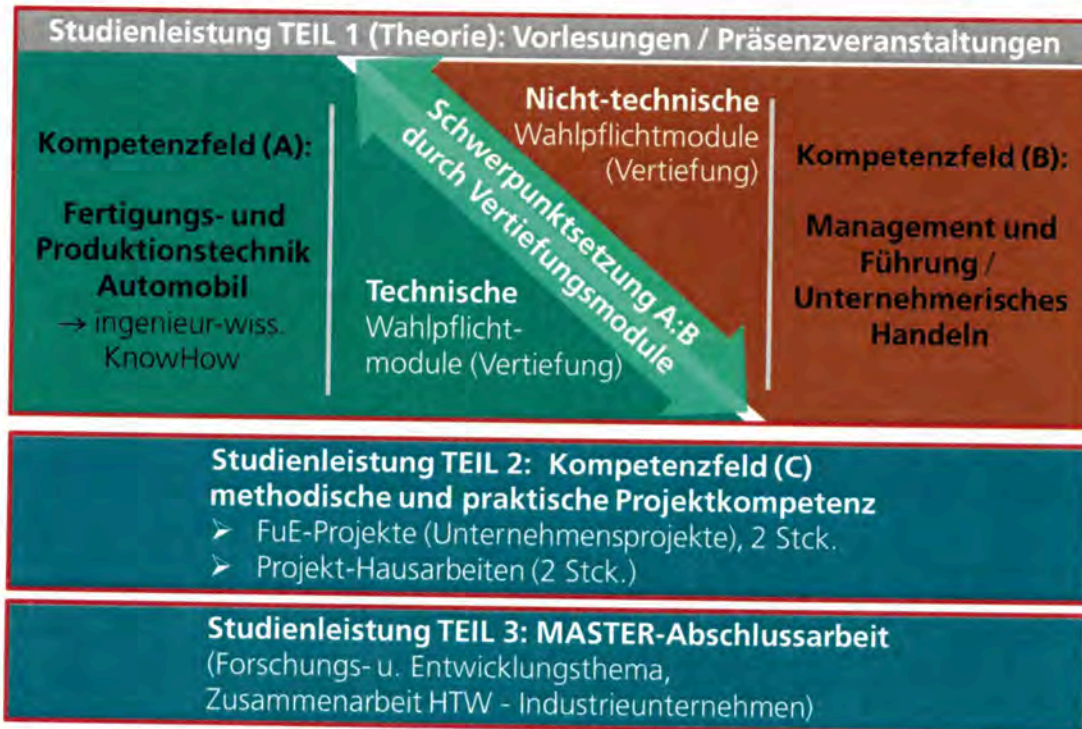 Studienleistung TEIL 1 (Theorie): Vorlesungen / Präsenzveranstaltungen
Kompetenzfeld (A):
Fertigungs- und
Produktionstechnik
Automobil
→ ingenieur-wiss.
KnowHow
Technische
Wahlpflicht-
module (Vertiefung)
Schwerpunktsetzung A:B
durch Vertiefungsmodule
Nicht-technische
Wahlpflichtmodule
(Vertiefung)
Kompetenzfeld (B):
Management und
Führung /
Unternehmerisches
Handeln
Studienleistung TEIL 2: Kompetenzfeld (C)
methodische und praktische Projektkompetenz
➢ FuE-Projekte (Unternehmensprojekte), 2 Stck.
➢ Projekt-Hausarbeiten (2 Stck.)
Studienleistung TEIL 3: MASTER-Abschlussarbeit
(Forschungs- u. Entwicklungsthema,
Zusammenarbeit HTW - Industrieunternehmen)